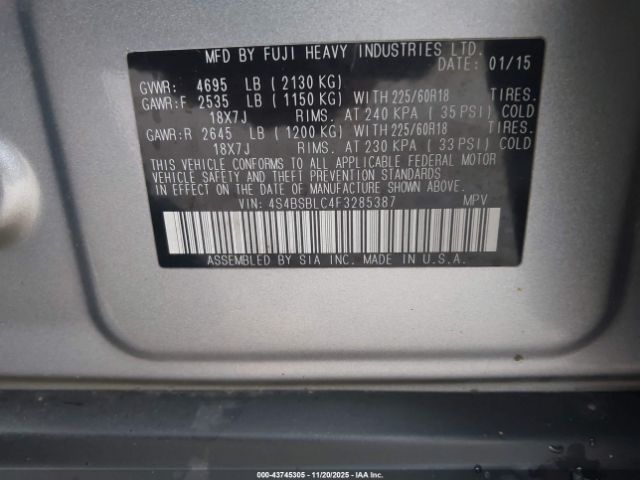 MFD BY FUJI HEAVY INDUSTRIES LTD.
DATE: 01/15
GVWR: 4695 LB ( 2130 KG)
GAWR:F 2535 LB ( 1150 KG) WITH 225/60R18 TIRES.
18X7J RIMS. AT 240 KPA ( 35 PSI) COLD
GAWR:R 2645 LB ( 1200 KG) WITH 225/60R18 TIRES.
18X7J RIMS. AT 230 KPA ( 33 PSI) COLD
THIS VEHICLE CONFORMS TO ALL APPLICABLE FEDERAL MOTOR
VEHICLE SAFETY AND THEFT PREVENTION STANDARDS
IN EFFECT ON THE DATE OF MANUFACTURE SHOWN ABOVE.
VIN: 4S4BSBLC4F3285387 MPV
ASSEMBLED BY SIA INC. MADE IN U.S.A.
000-43745305 - 11/20/2025 - IAA Inc.